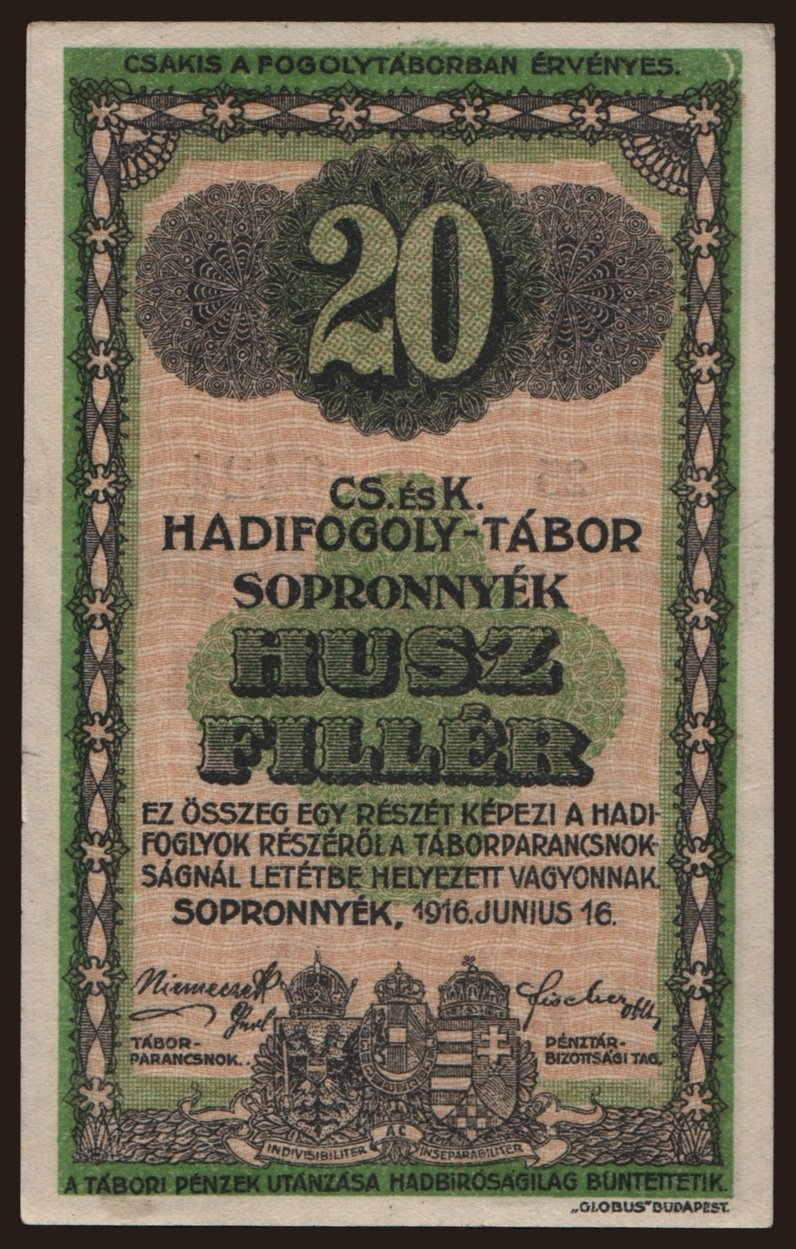 CSAKIS A FOGOLYTÁBORBAN ÉRVÉNYES.
20
CS. ÉS K.
HADIFOGOLY-TÁBOR
SOPRONNYÉK
HUSZ
FILLÉR
EZ ÖSSZEG EGY RÉSZÉT KÉPEZI A HADI-
FOGLYOK RÉSZÉRŐL A TÁBORPARANCSNOK-
SÁGNÁL LETÉTBE HELYEZETT VAGYONNAK.
SOPRONNYÉK, 1916. JUNIUS 16.
Fischer
TÁBOR-
PARANCSNOK.
PÉNZTÁR-
BIZOTTSÁGI TAG.
INDIVISIBILITER AC INSEPARABILITER
A TÁBORI PÉNZEK UTÁNZÁSA HADBIRÓSÁGILAG BÜNTETTETIK.
„GLOBUS" BUDAPEST.